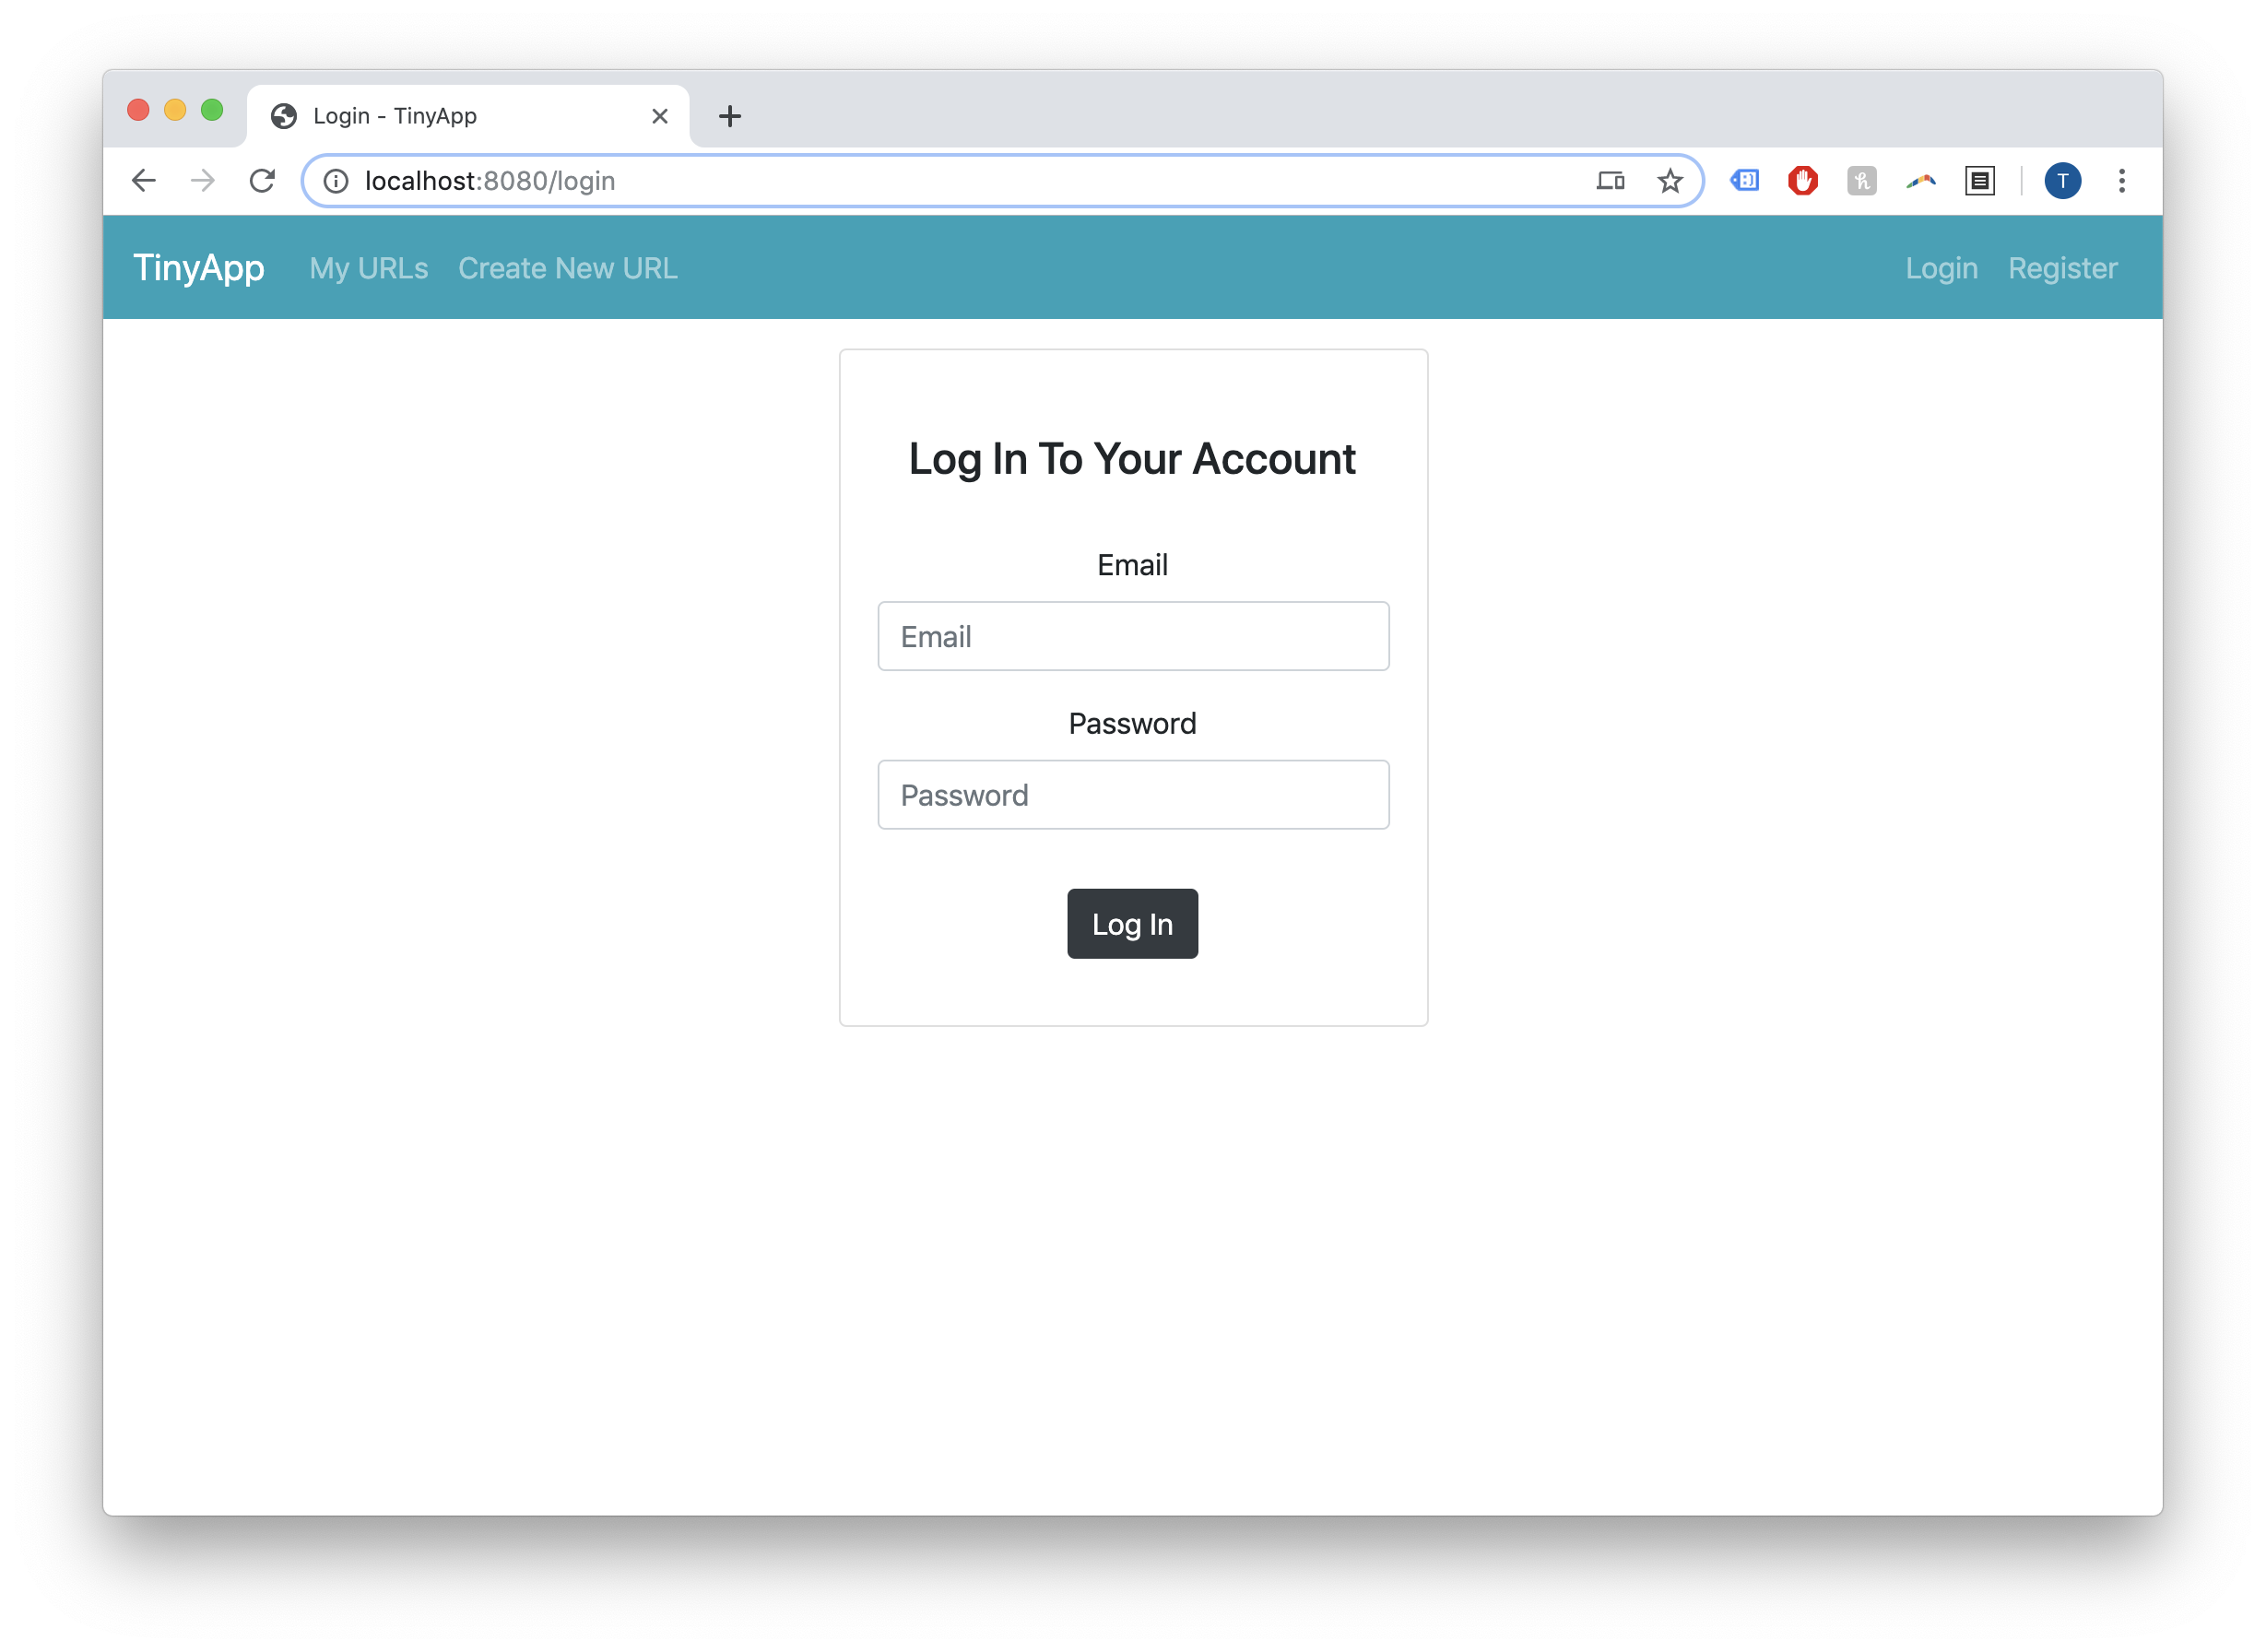 Login - TinyApp
localhost:8080/login
T
TinyApp My URLs Create New URL Login Register
Log In To Your Account
Email
Email
Password
Password
Log In